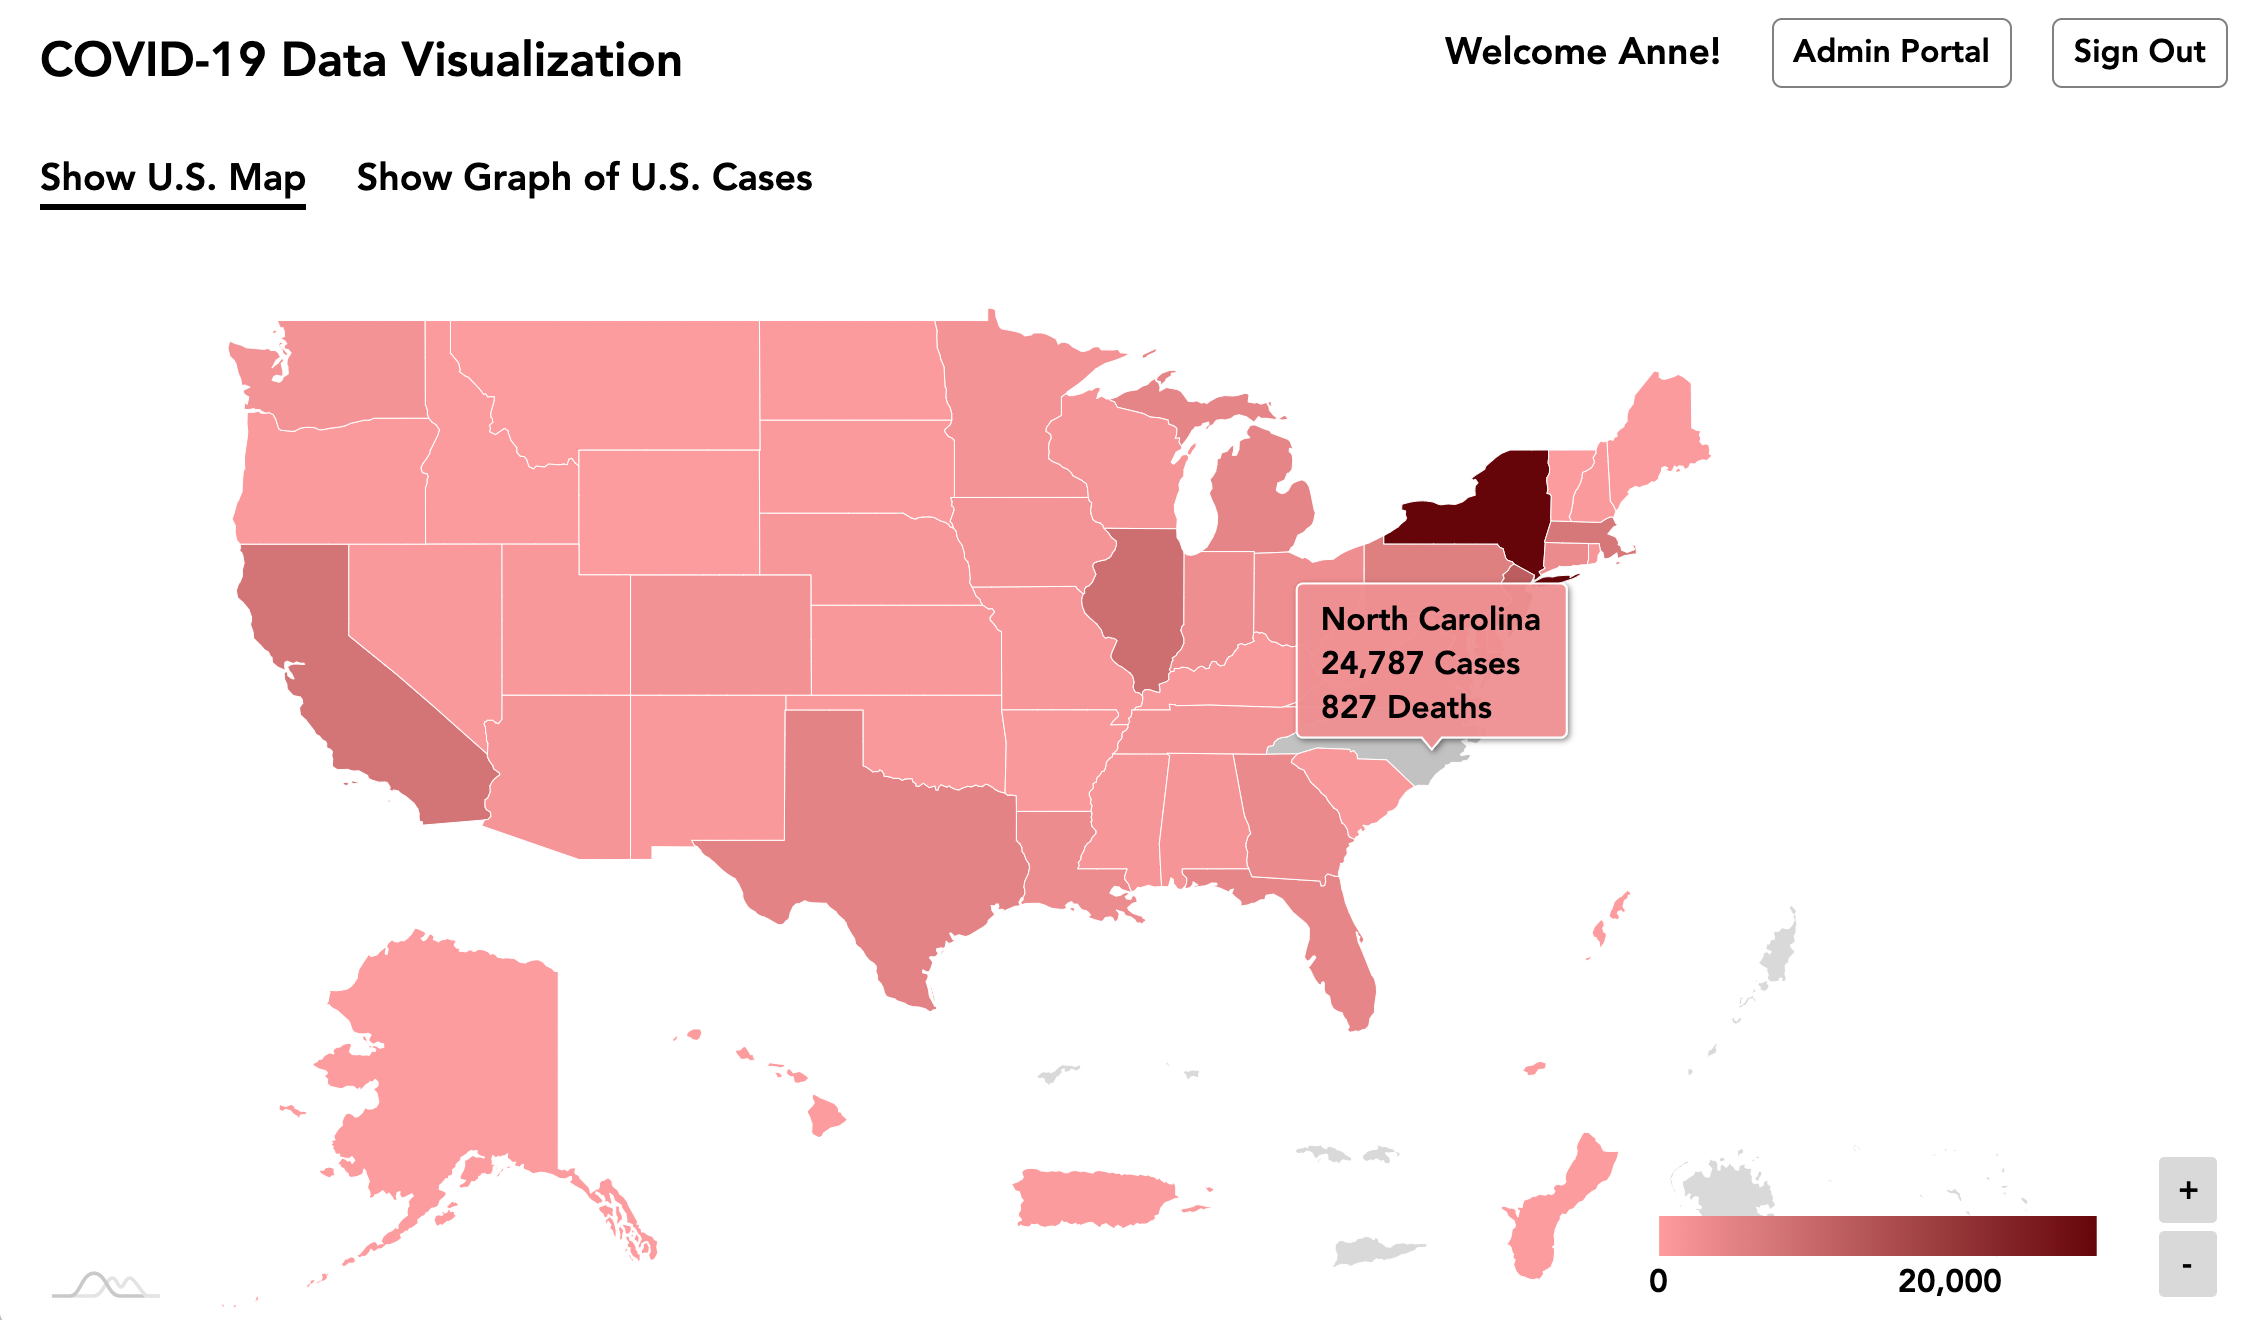 COVID-19 Data Visualization
Welcome Anne!
Admin Portal
Sign Out
Show U.S. Map
Show Graph of U.S. Cases
North Carolina
24,787 Cases
827 Deaths
+
-
0
20,000